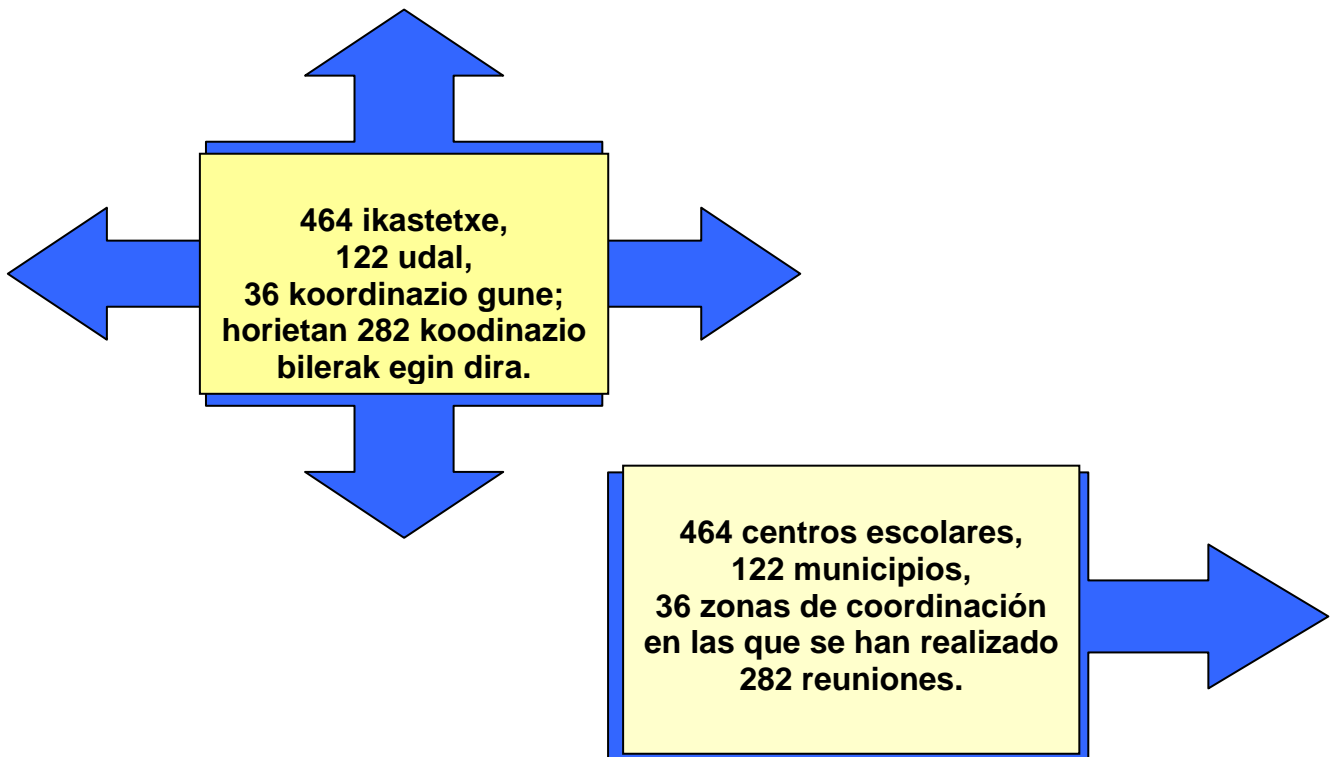 464 ikastetxe,
122 udal,
36 koordinazio gune;
horietan 282 koodinazio
bilerak egin dira.
464 centros escolares,
122 municipios,
36 zonas de coordinación
en las que se han realizado
282 reuniones.